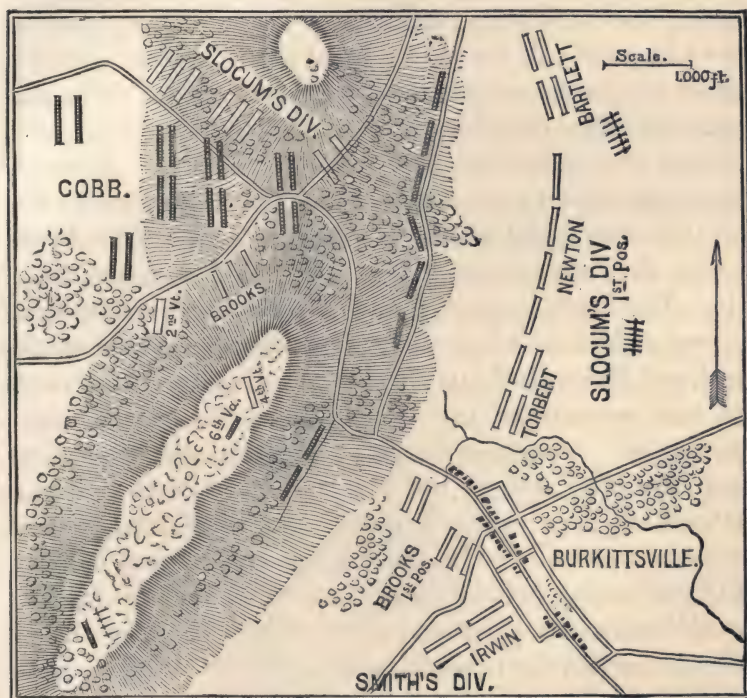 SLOCUM'S DIV.
BARTLETT
Scale.
1,000 ft.
COBB.
NEWTON
SLOCUM'S DIV
1ST. Pos.
BROOKS
2nd Vt.
4th Vt.
6th Va.
TORBERT
BROOKS
1st Pos.
BURKITTSVILLE.
IRWIN
SMITH'S DIV.